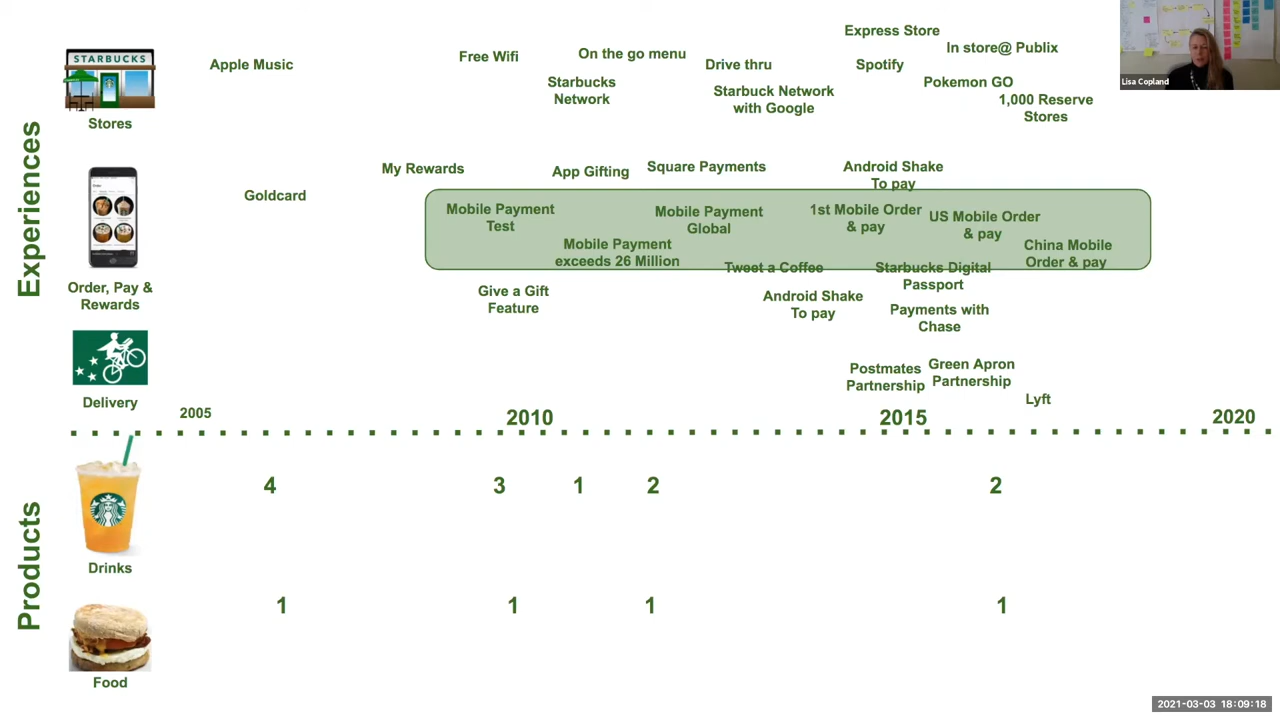 Express Store
In store@ Publix
On the go menu
Free Wifi
Apple Music
Drive thru
Spotify
STARBUCKS
Starbucks
Network
Starbuck Network
with Google
Pokemon GO
1,000 Reserve
Stores
Lisa Copland
Stores
Experiences
My Rewards
App Gifting
Square Payments
Android Shake
To pay
Goldcard
Mobile Payment
Test
Mobile Payment
Global
1st Mobile Order
& pay
US Mobile Order
& pay
Mobile Payment
exceeds 26 Million
China Mobile
Order & pay
Tweet a Coffee
Starbucks Digital
Passport
Order, Pay &
Rewards
Give a Gift
Feature
Android Shake
To pay
Payments with
Chase
Postmates
Partnership
Green Apron
Partnership
Lyft
Delivery
2005
2010
2015
2020
Products
4
3
1
2
2
Drinks
1
1
1
1
Food
2021-03-03 18:09:18